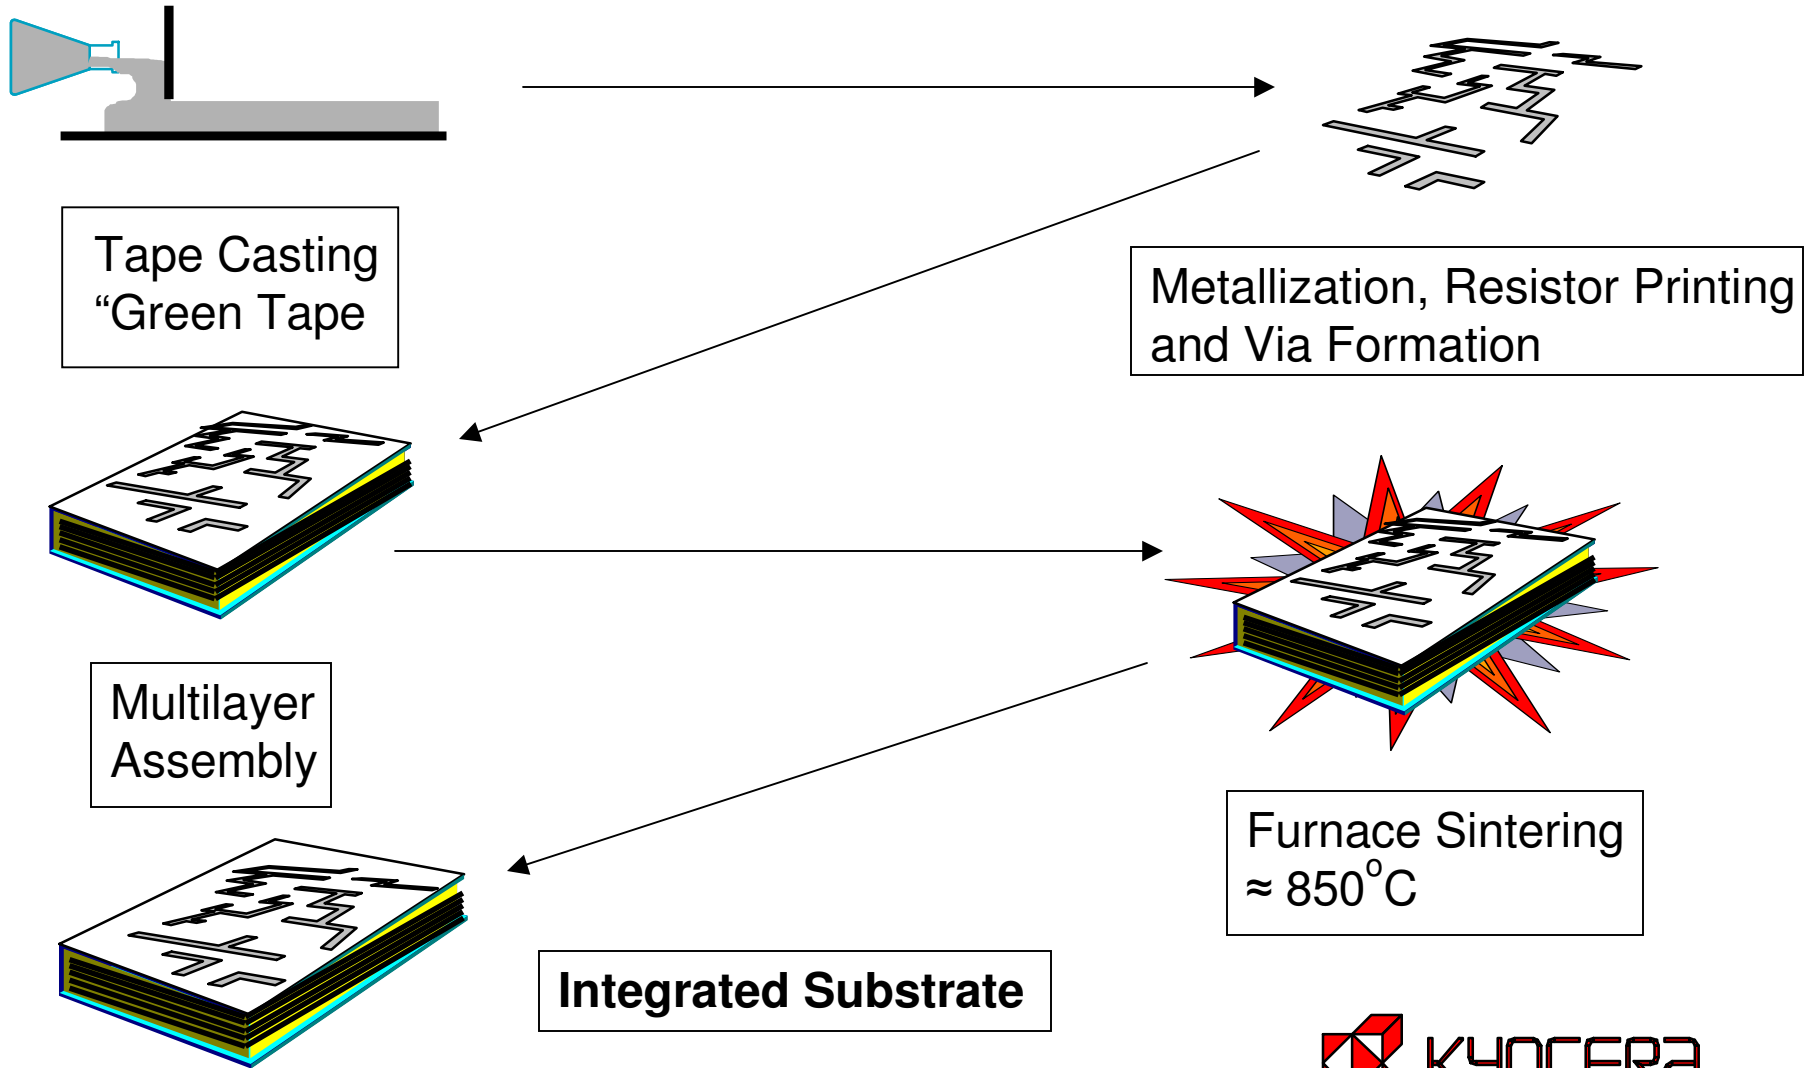 Tape Casting
“Green Tape
Metallization, Resistor Printing
and Via Formation
Multilayer
Assembly
Furnace Sintering
≈ 850°C
Integrated Substrate
KYOCERA